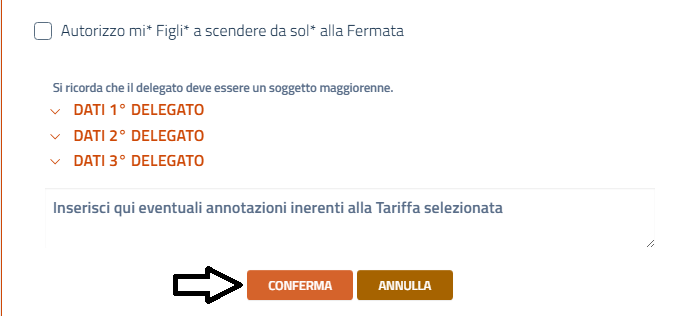 Autorizzo mi* Figli* a scendere da sol* alla Fermata
Si ricorda che il delegato deve essere un soggetto maggiorenne.
DATI 1° DELEGATO
DATI 2° DELEGATO
DATI 3° DELEGATO
Inserisci qui eventuali annotazioni inerenti alla Tariffa selezionata
CONFERMA ANNULLA